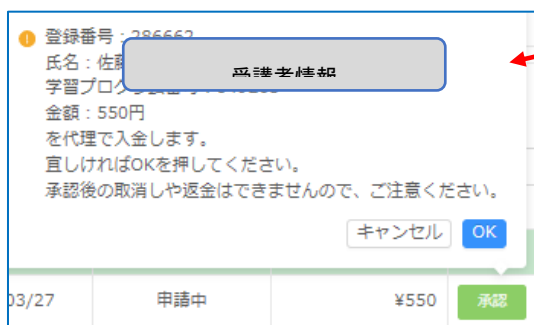 登録番号：286662
氏名：佐藤
受講者情報
学習プロ
金額：550円
を代理で入金します。
宜しければOKを押してください。
承認後の取消しや返金はできませんので、ご注意ください。
キャンセル OK
03/27 申請中 ¥550 承認